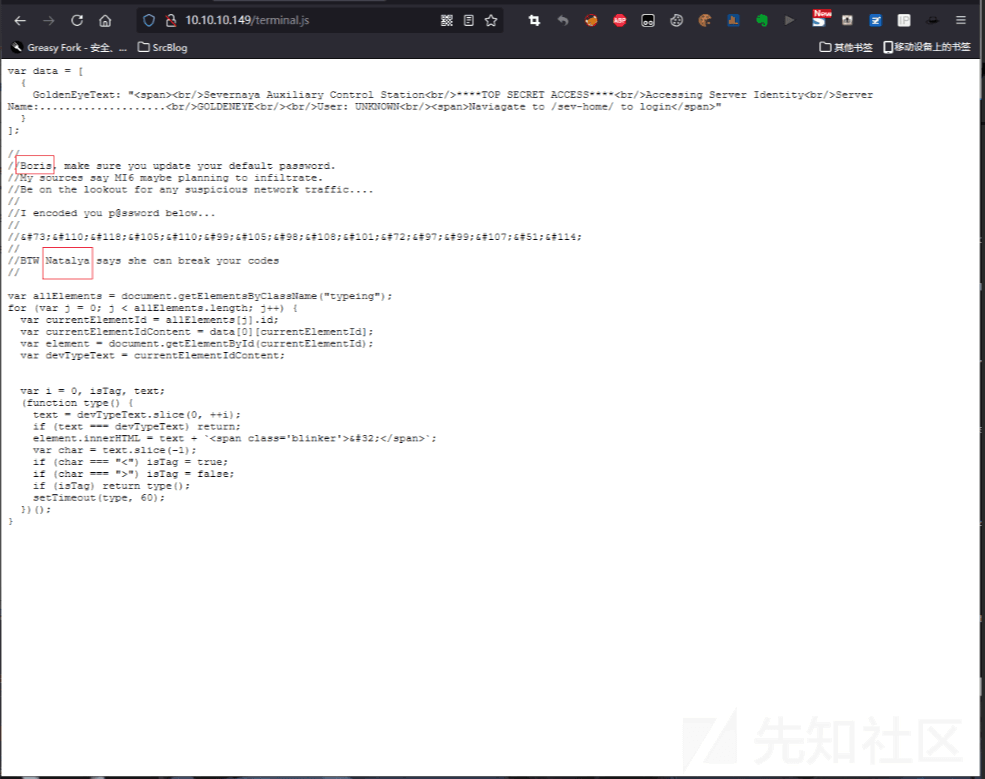 10.10.10.149/terminal.js
ABP
New
S
IP
Greasy Fork - 安全、...
SrcBlog
其他书签
移动设备上的书签
var data = [
  {
    GoldenEyeText: "<span><br/>Severnaya Auxiliary Control Station<br/>****TOP SECRET ACCESS****<br/>Accessing Server Identity<br/>Server
Name:....................<br/>GOLDENEYE<br/><br/>User: UNKNOWN<br/><span>Naviagate to /sev-home/ to login</span>"
  }
];
//
//Boris, make sure you update your default password.
//My sources say MI6 maybe planning to infiltrate.
//Be on the lookout for any suspicious network traffic....
//
//I encoded you p@ssword below...
//
//&#73;&#110;&#118;&#105;&#110;&#99;&#105;&#98;&#108;&#101;&#72;&#97;&#99;&#107;&#51;&#114;
//
//BTW Natalya says she can break your codes
//
var allElements = document.getElementsByClassName("typeing");
for (var j = 0; j < allElements.length; j++) {
  var currentElementId = allElements[j].id;
  var currentElementIdContent = data[0][currentElementId];
  var element = document.getElementById(currentElementId);
  var devTypeText = currentElementIdContent;
  var i = 0, isTag, text;
  (function type() {
    text = devTypeText.slice(0, ++i);
    if (text === devTypeText) return;
    element.innerHTML = text + `<span class='blinker'>&#32;</span>`;
    var char = text.slice(-1);
    if (char === "<") isTag = true;
    if (char === ">") isTag = false;
    if (isTag) return type();
    setTimeout(type, 60);
  })();
}
先知社区